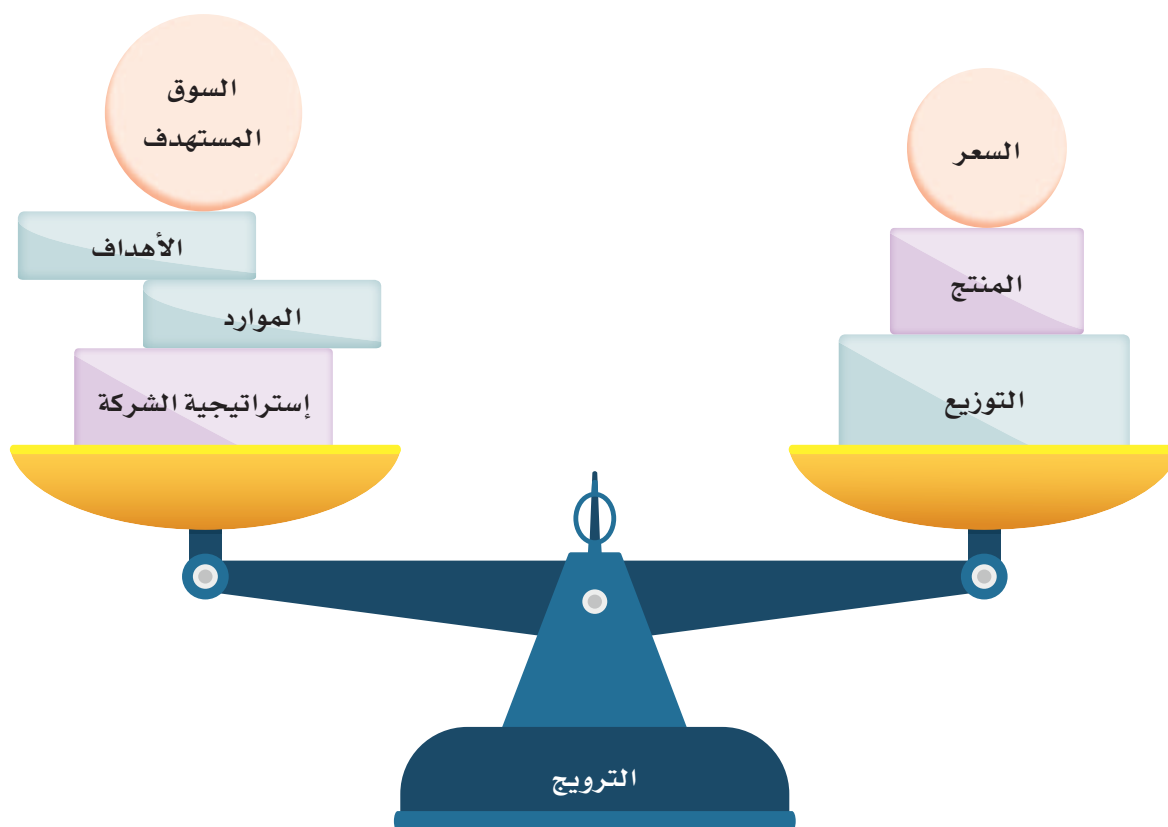 السوق
المستهدف
الأهداف
الموارد
إستراتيجية الشركة
السعر
المنتج
التوزيع
الترويج